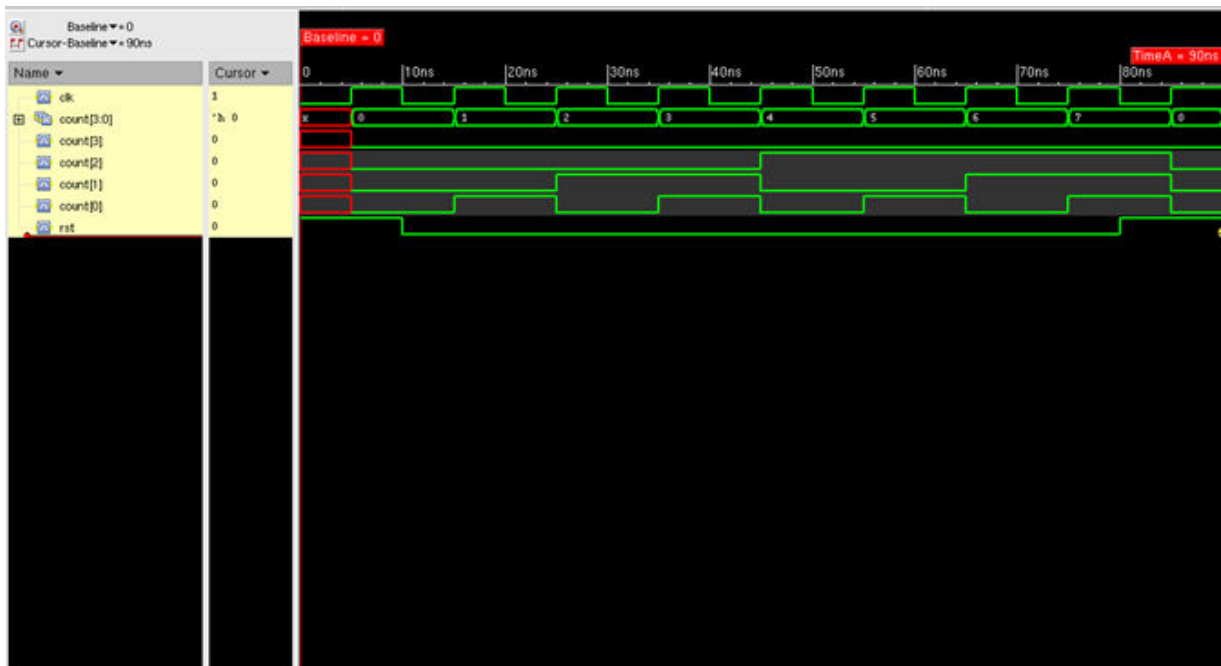 Baseline ▼= 0
Cursor-Baseline ▼= 90ns
Baseline = 0
TimeA = 90ns
Name ▼ Cursor ▼ 0 10ns 20ns 30ns 40ns 50ns 60ns 70ns 80ns
clk 1
count[3:0] 'h 0 x 0 1 2 3 4 5 6 7 0
count[3] 0
count[2] 0
count[1] 0
count[0] 0
rst 0